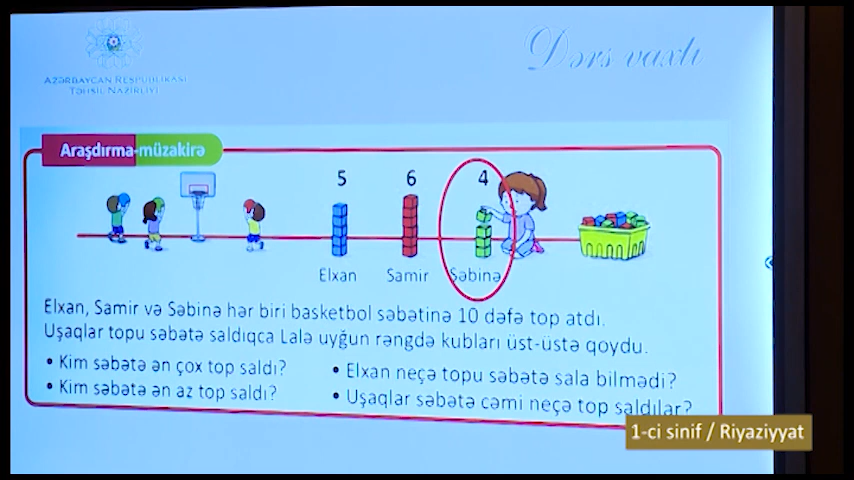 Dərs vaxtı
AZƏRBAYCAN RESPUBLIKASI
TƏHSİL NAZİRLİYİ
Araşdırma-müzakirə
5 6 4
Elxan Samir Səbinə
Elxan, Samir və Səbinə hər biri basketbol səbətinə 10 dəfə top atdı.
Uşaqlar topu səbətə saldıqca Lalə uyğun rəngdə kubları üst-üstə qoydu.
• Kim səbətə ən çox top saldı?
• Elxan neçə topu səbətə sala bilmədi?
• Kim səbətə ən az top saldı?
• Uşaqlar səbətə cəmi neçə top saldılar?
1-ci sinif / Riyaziyyat